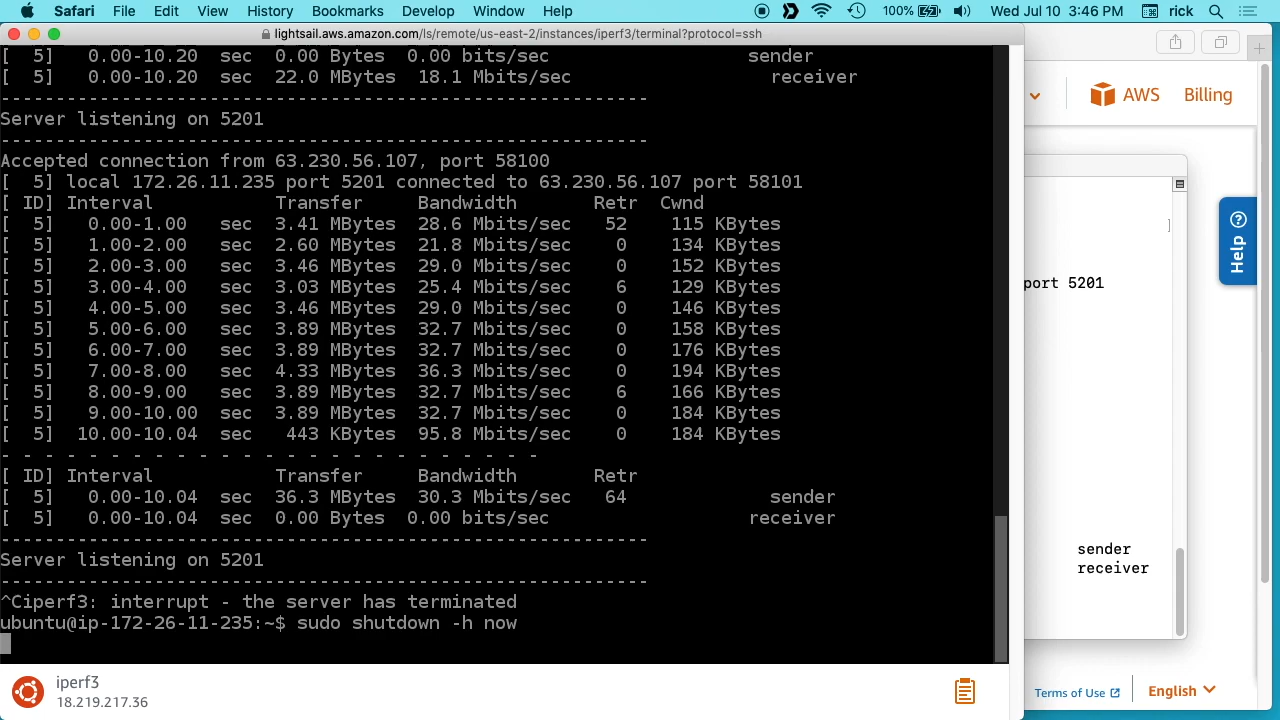 Safari File Edit View History Bookmarks Develop Window Help 100% Wed Jul 10 3:46 PM rick
lightsail.aws.amazon.com/ls/remote/us-east-2/instances/iperf3/terminal?protocol=ssh
[  5]   0.00-10.20  sec  0.00 Bytes  0.00 bits/sec                  sender
[  5]   0.00-10.20  sec  22.0 MBytes  18.1 Mbits/sec                  receiver
-----------------------------------------------------------
Server listening on 5201
-----------------------------------------------------------
Accepted connection from 63.230.56.107, port 58100
[  5] local 172.26.11.235 port 5201 connected to 63.230.56.107 port 58101
[ ID] Interval           Transfer     Bandwidth       Retr  Cwnd
[  5]   0.00-1.00   sec  3.41 MBytes  28.6 Mbits/sec   52    115 KBytes
[  5]   1.00-2.00   sec  2.60 MBytes  21.8 Mbits/sec    0    134 KBytes
[  5]   2.00-3.00   sec  3.46 MBytes  29.0 Mbits/sec    0    152 KBytes
[  5]   3.00-4.00   sec  3.03 MBytes  25.4 Mbits/sec    6    129 KBytes
[  5]   4.00-5.00   sec  3.46 MBytes  29.0 Mbits/sec    0    146 KBytes
[  5]   5.00-6.00   sec  3.89 MBytes  32.7 Mbits/sec    0    158 KBytes
[  5]   6.00-7.00   sec  3.89 MBytes  32.7 Mbits/sec    0    176 KBytes
[  5]   7.00-8.00   sec  4.33 MBytes  36.3 Mbits/sec    0    194 KBytes
[  5]   8.00-9.00   sec  3.89 MBytes  32.7 Mbits/sec    6    166 KBytes
[  5]   9.00-10.00  sec  3.89 MBytes  32.7 Mbits/sec    0    184 KBytes
[  5]  10.00-10.04  sec   443 KBytes  95.8 Mbits/sec    0    184 KBytes
- - - - - - - - - - - - - - - - - - - - - - - - -
[ ID] Interval           Transfer     Bandwidth       Retr
[  5]   0.00-10.04  sec  36.3 MBytes  30.3 Mbits/sec   64             sender
[  5]   0.00-10.04  sec  0.00 Bytes  0.00 bits/sec                  receiver
-----------------------------------------------------------
Server listening on 5201
-----------------------------------------------------------
^Ciperf3: interrupt - the server has terminated
ubuntu@ip-172-26-11-235:~$ sudo shutdown -h now
iperf3
18.219.217.36
AWS Billing
Help
]
port 5201
sender
receiver
Terms of Use English